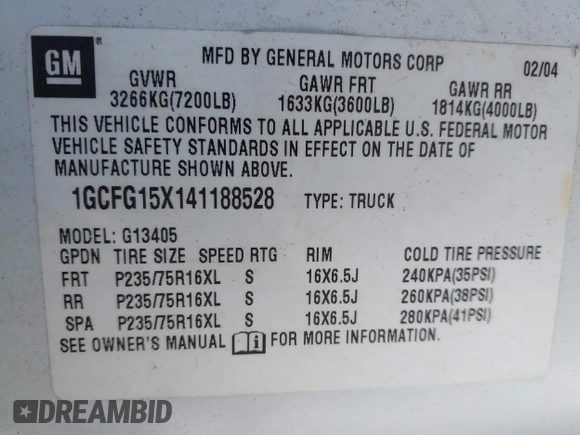 GM ®
MFD BY GENERAL MOTORS CORP 02/04
GVWR GAWR FRT GAWR RR
3266KG(7200LB) 1633KG(3600LB) 1814KG(4000LB)
THIS VEHICLE CONFORMS TO ALL APPLICABLE U.S. FEDERAL MOTOR
VEHICLE SAFETY STANDARDS IN EFFECT ON THE DATE OF
MANUFACTURE SHOWN ABOVE.
1GCFG15X141188528 TYPE: TRUCK
MODEL: G13405
GPDN TIRE SIZE SPEED RTG RIM COLD TIRE PRESSURE
FRT P235/75R16XL S 16X6.5J 240KPA(35PSI)
RR P235/75R16XL S 16X6.5J 260KPA(38PSI)
SPA P235/75R16XL S 16X6.5J 280KPA(41PSI)
SEE OWNER'S MANUAL i FOR MORE INFORMATION.
DREAMBID